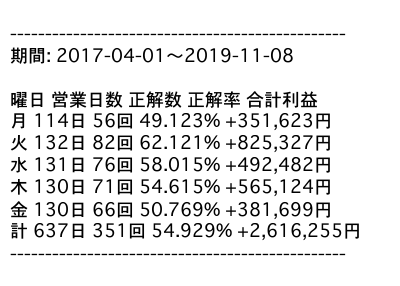 ------------------------------------------------
期間: 2017-04-01〜2019-11-08
曜日 営業日数 正解数 正解率 合計利益
月 114日 56回 49.123% +351,623円
火 132日 82回 62.121% +825,327円
水 131日 76回 58.015% +492,482円
木 130日 71回 54.615% +565,124円
金 130日 66回 50.769% +381,699円
計 637日 351回 54.929% +2,616,255円
------------------------------------------------